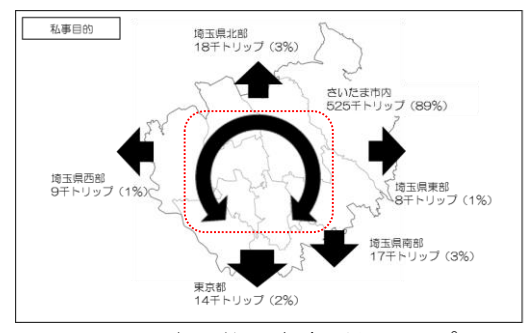 私事目的
埼玉県北部
18千トリップ（3%）
さいたま市内
525千トリップ（89%）
埼玉県西部
9千トリップ（1%）
埼玉県東部
8千トリップ（1%）
埼玉県南部
17千トリップ（3%）
東京都
14千トリップ（2%）